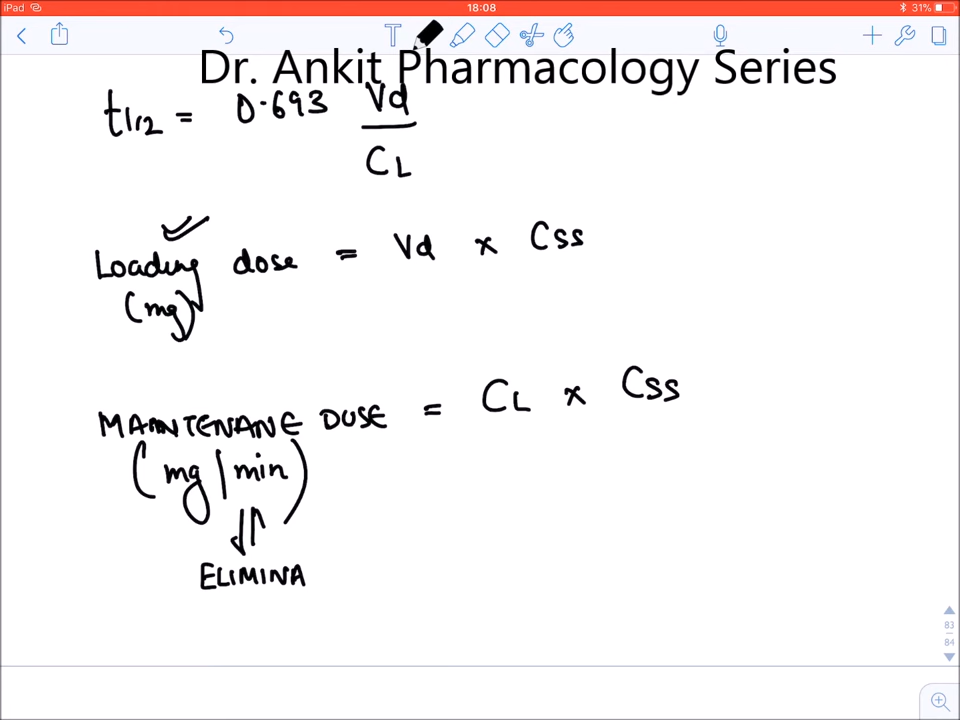 iPad 18:08 31%
T
Dr. Ankit Pharmacology Series
t1/2 = 0.693 Vd
CL
Loading dose = Vd x Css
(mg)
MAINTENANE DOSE = CL x Css
(mg/min)
ELIMINA
83
84